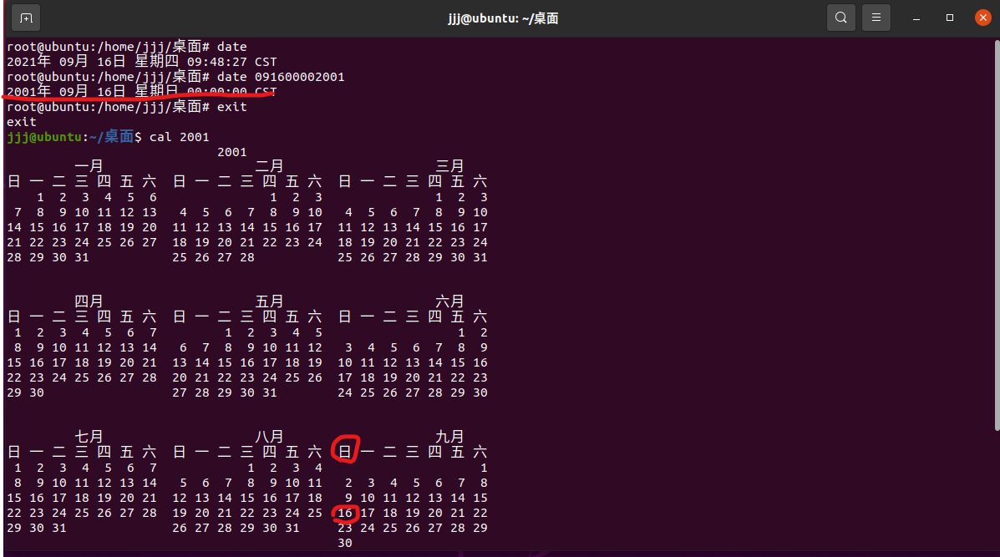 jjj@ubuntu: ~/桌面
root@ubuntu:/home/jjj/桌面# date
2021年 09月 16日 星期四 09:48:27 CST
root@ubuntu:/home/jjj/桌面# date 091600002001
2001年 09月 16日 星期日 00:00:00 CST
root@ubuntu:/home/jjj/桌面# exit
exit
jjj@ubuntu:~/桌面$ cal 2001
2001
一月 二月 三月
日 一 二 三 四 五 六 日 一 二 三 四 五 六 日 一 二 三 四 五 六
1 2 3 4 5 6 1 2 3 1 2 3
7 8 9 10 11 12 13 4 5 6 7 8 9 10 4 5 6 7 8 9 10
14 15 16 17 18 19 20 11 12 13 14 15 16 17 11 12 13 14 15 16 17
21 22 23 24 25 26 27 18 19 20 21 22 23 24 18 19 20 21 22 23 24
28 29 30 31 25 26 27 28 25 26 27 28 29 30 31
四月 五月 六月
日 一 二 三 四 五 六 日 一 二 三 四 五 六 日 一 二 三 四 五 六
1 2 3 4 5 6 7 1 2 3 4 5 1 2
8 9 10 11 12 13 14 6 7 8 9 10 11 12 3 4 5 6 7 8 9
15 16 17 18 19 20 21 13 14 15 16 17 18 19 10 11 12 13 14 15 16
22 23 24 25 26 27 28 20 21 22 23 24 25 26 17 18 19 20 21 22 23
29 30 27 28 29 30 31 24 25 26 27 28 29 30
七月 八月 九月
日 一 二 三 四 五 六 日 一 二 三 四 五 六 日 一 二 三 四 五 六
1 2 3 4 5 6 7 1 2 3 4 1
8 9 10 11 12 13 14 5 6 7 8 9 10 11 2 3 4 5 6 7 8
15 16 17 18 19 20 21 12 13 14 15 16 17 18 9 10 11 12 13 14 15
22 23 24 25 26 27 28 19 20 21 22 23 24 25 16 17 18 19 20 21 22
29 30 31 26 27 28 29 30 31 23 24 25 26 27 28 29
30